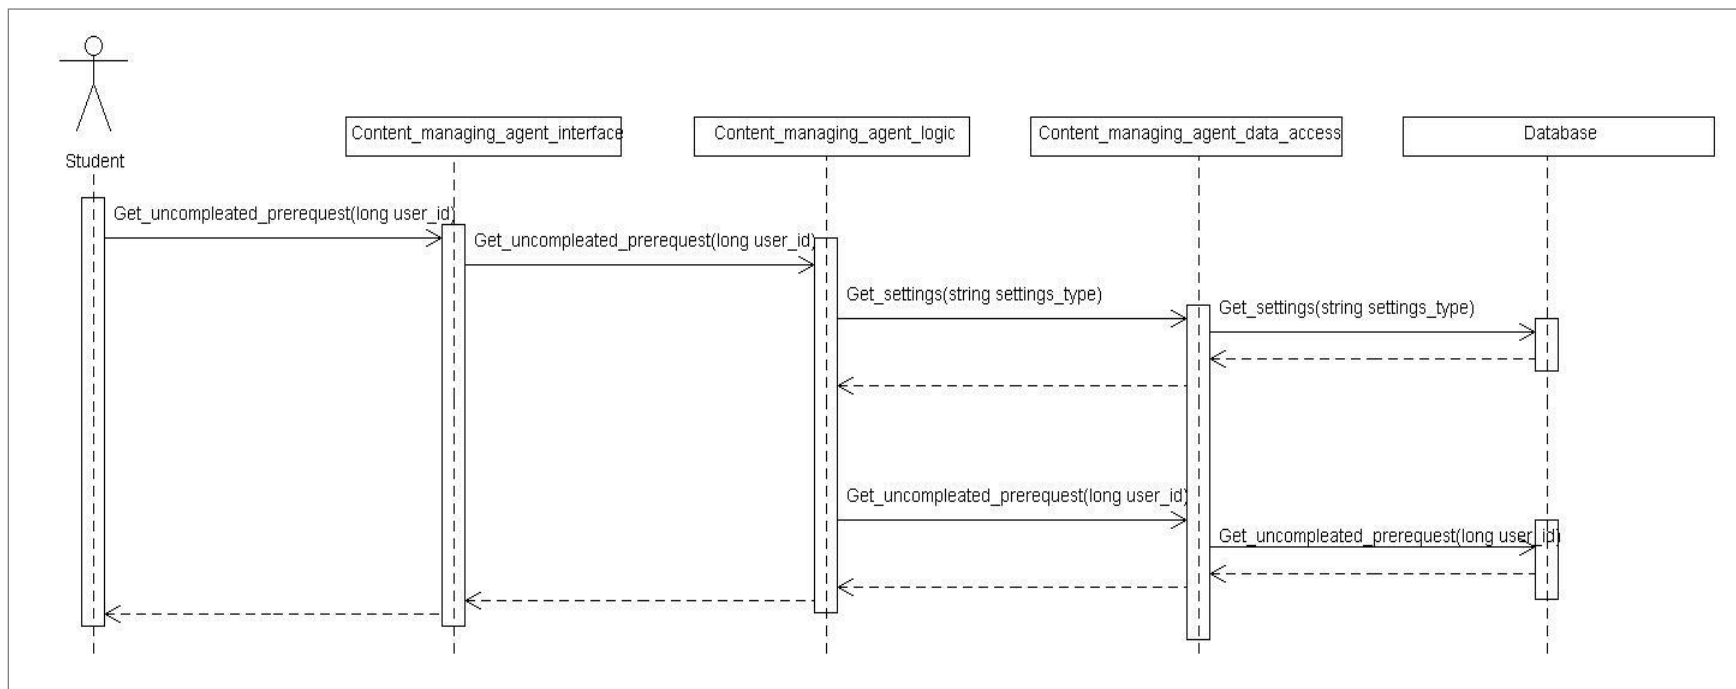 Student
Content_managing_agent_interface
Content_managing_agent_logic
Content_managing_agent_data_access
Database
Get_uncompleated_prerequest(long user_id)
Get_uncompleated_prerequest(long user_id)
Get_settings(string settings_type)
Get_settings(string settings_type)
Get_uncompleated_prerequest(long user_id)
Get_uncompleated_prerequest(long user_id)